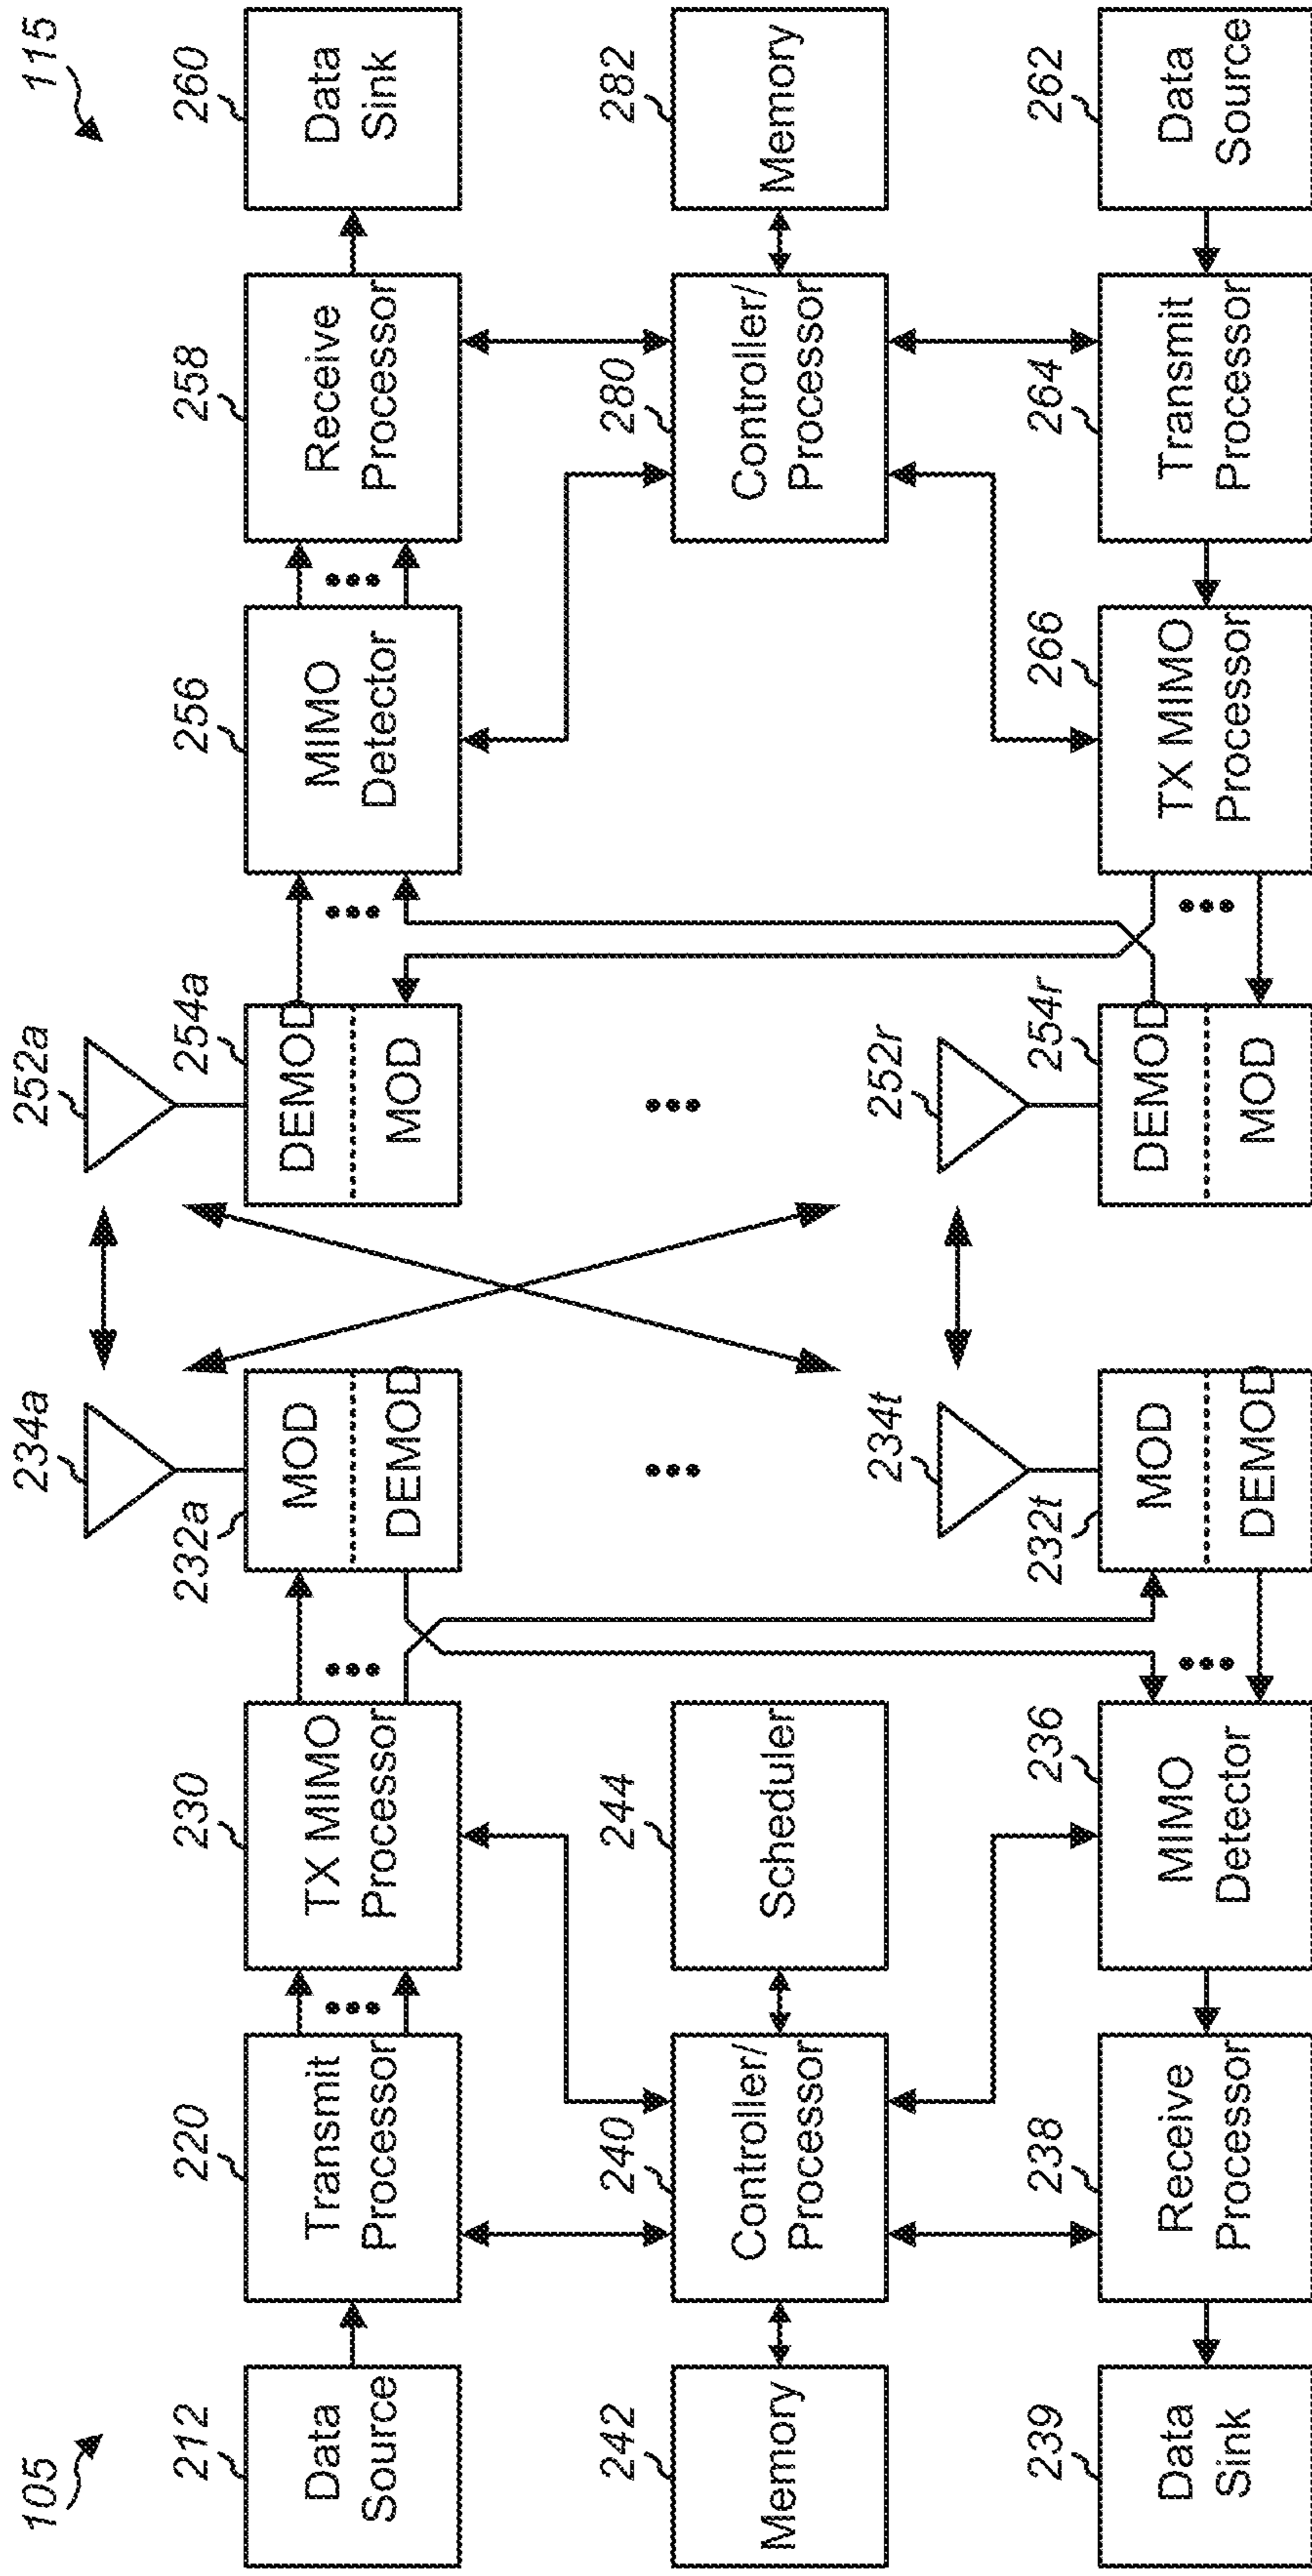 105
115
212
Data
Source
220
Transmit
Processor
230
TX MIMO
Processor
232a
MOD
DEMOD
234a
252a
254a
DEMOD
MOD
256
MIMO
Detector
258
Receive
Processor
260
Data
Sink
242
Memory
240
Controller/
Processor
244
Scheduler
280
Controller/
Processor
282
Memory
239
Data
Sink
238
Receive
Processor
236
MIMO
Detector
232t
MOD
DEMOD
234t
252r
254r
DEMOD
MOD
266
TX MIMO
Processor
264
Transmit
Processor
262
Data
Source